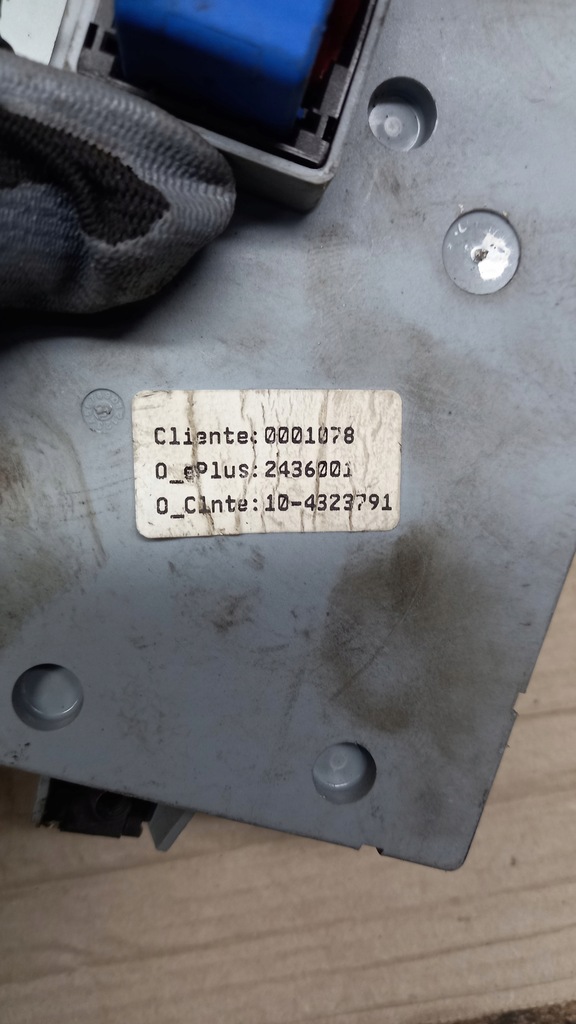 Cliente:0001078
O_ePlus:2436001
O_Clnte:10-4323791